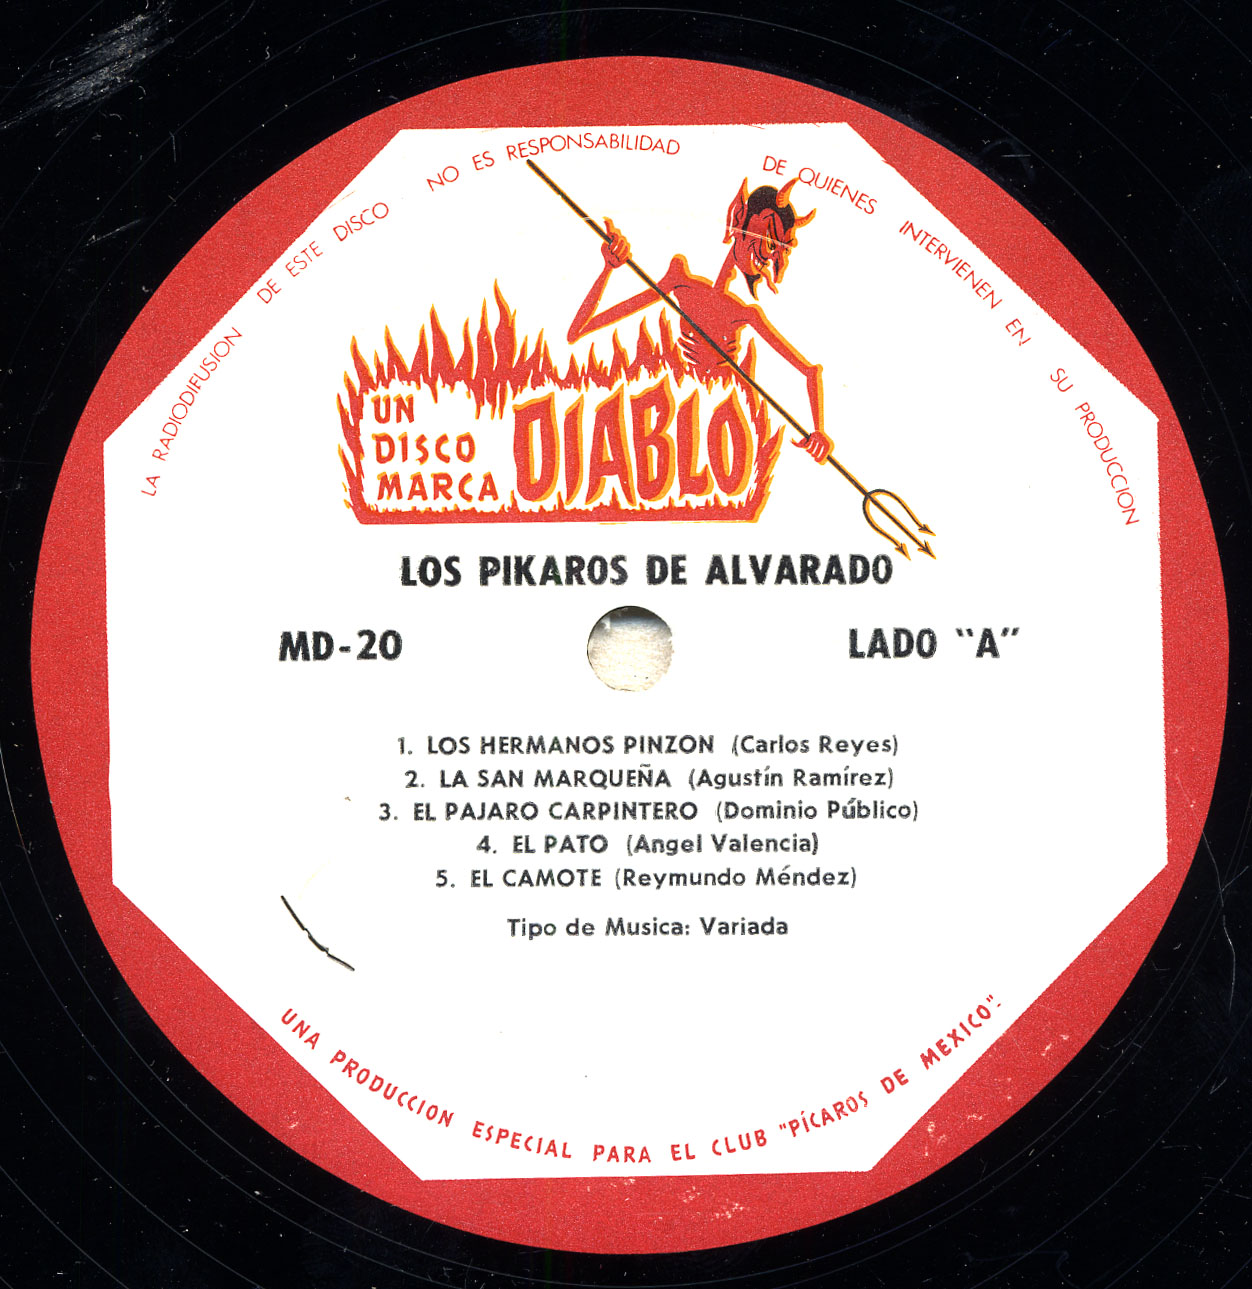 LA RADIODIFUSION DE ESTE DISCO NO ES RESPONSABILIDAD DE QUIENES INTERVIENEN EN SU PRODUCCION
UN
DISCO
MARCA DIABLO
LOS PIKAROS DE ALVARADO
MD-20
LADO "A"
1. LOS HERMANOS PINZON (Carlos Reyes)
2. LA SAN MARQUEÑA (Agustín Ramírez)
3. EL PAJARO CARPINTERO (Dominio Público)
4. EL PATO (Angel Valencia)
5. EL CAMOTE (Reymundo Méndez)
Tipo de Musica: Variada
UNA PRODUCCION ESPECIAL PARA EL CLUB "PÍCAROS DE MEXICO".